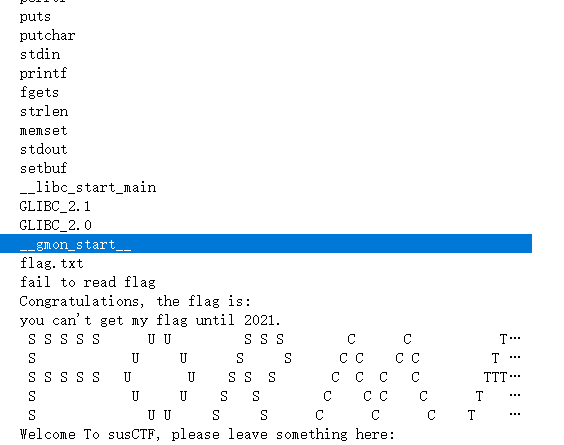 perror
puts
putchar
stdin
printf
fgets
strlen
memset
stdout
setbuf
__libc_start_main
GLIBC_2.1
GLIBC_2.0
__gmon_start__
flag.txt
fail to read flag
Congratulations, the flag is:
you can't get my flag until 2021.
S S S S S U U S S S C C T…
S U U S S C C C C T …
S S S S S U U S S S C C C C TTT…
S U U S S C C C T …
S U U S S C C T …
Welcome To susCTF, please leave something here: